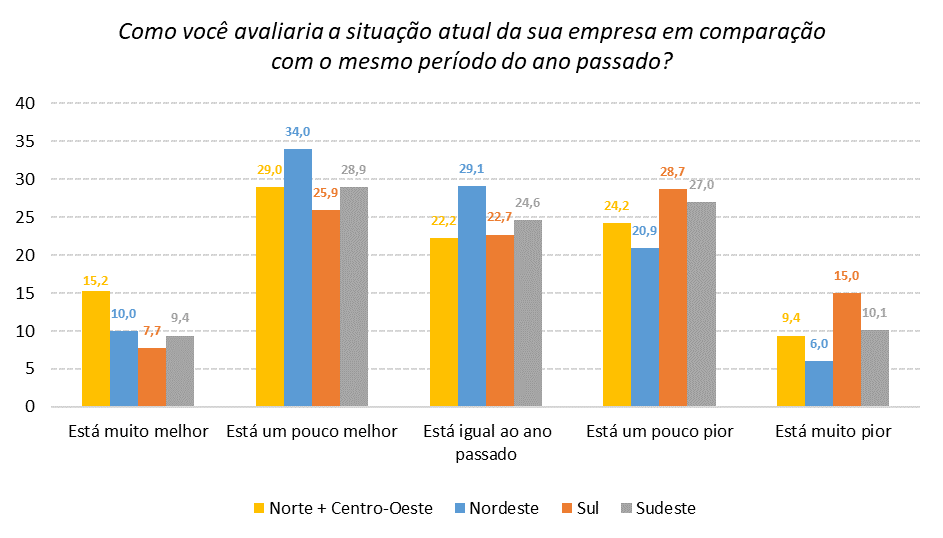 Como você avaliaria a situação atual da sua empresa em comparação
com o mesmo período do ano passado?
40
35
30
25
20
15
10
5
0
15,2
10,0
7,7
9,4
29,0
34,0
25,9
28,9
22,2
29,1
22,7
24,6
24,2
20,9
28,7
27,0
9,4
6,0
15,0
10,1
Está muito melhor
Está um pouco melhor
Está igual ao ano
passado
Está um pouco pior
Está muito pior
Norte + Centro-Oeste
Nordeste
Sul
Sudeste